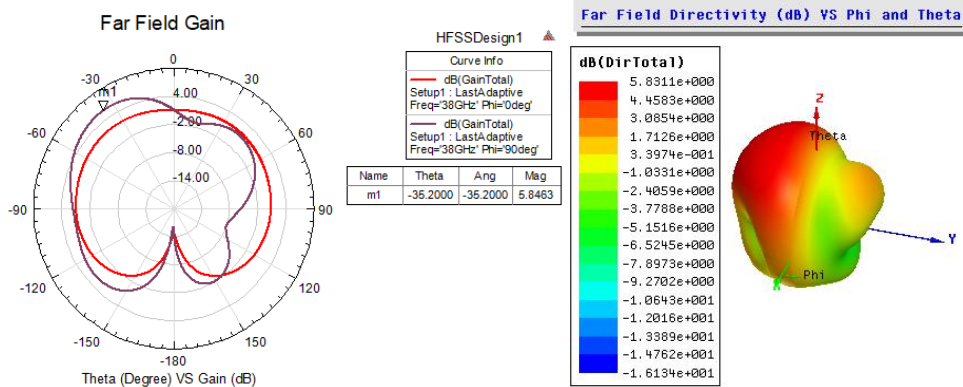 Far Field Gain
HFSSDesign1
0
-30
30
m1
4.00
-60
60
-2.00
-8.00
-14.00
-90
90
-120
120
-150
150
-180
Theta (Degree) VS Gain (dB)
Curve Info
dB(GainTotal)
Setup1 : LastAdaptive
Freq='38GHz' Phi='0deg'
dB(GainTotal)
Setup1 : LastAdaptive
Freq='38GHz' Phi='90deg'
Name Theta Ang Mag
m1 -35.2000 -35.2000 5.8463
Far Field Directivity (dB) VS Phi and Theta
dB(DirTotal)
5.8311e+000
4.4583e+000
3.0854e+000
1.7126e+000
3.3974e-001
-1.0331e+000
-2.4059e+000
-3.7788e+000
-5.1516e+000
-6.5245e+000
-7.8973e+000
-9.2702e+000
-1.0643e+001
-1.2016e+001
-1.3389e+001
-1.4762e+001
-1.6134e+001
Z
Theta
Y
Phi
X